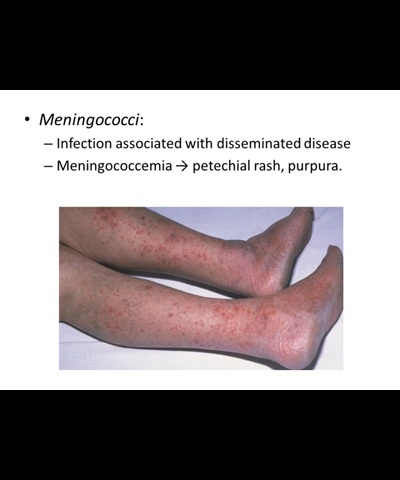 • Meningococci:
– Infection associated with disseminated disease
– Meningococcemia → petechial rash, purpura.